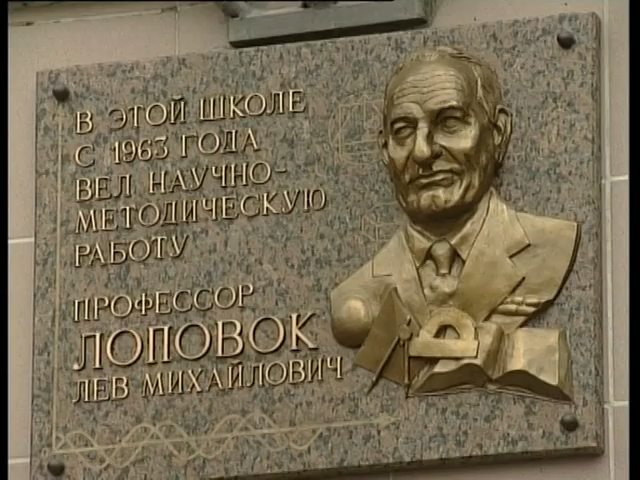 В ЭТОЙ ШКОЛЕ
С 1963 ГОДА
ВЕЛ НАУЧНО-
МЕТОДИЧЕСКУЮ
РАБОТУ
ПРОФЕССОР
ЛОПОВОК
ЛЕВ МИХАЙЛОВИЧ